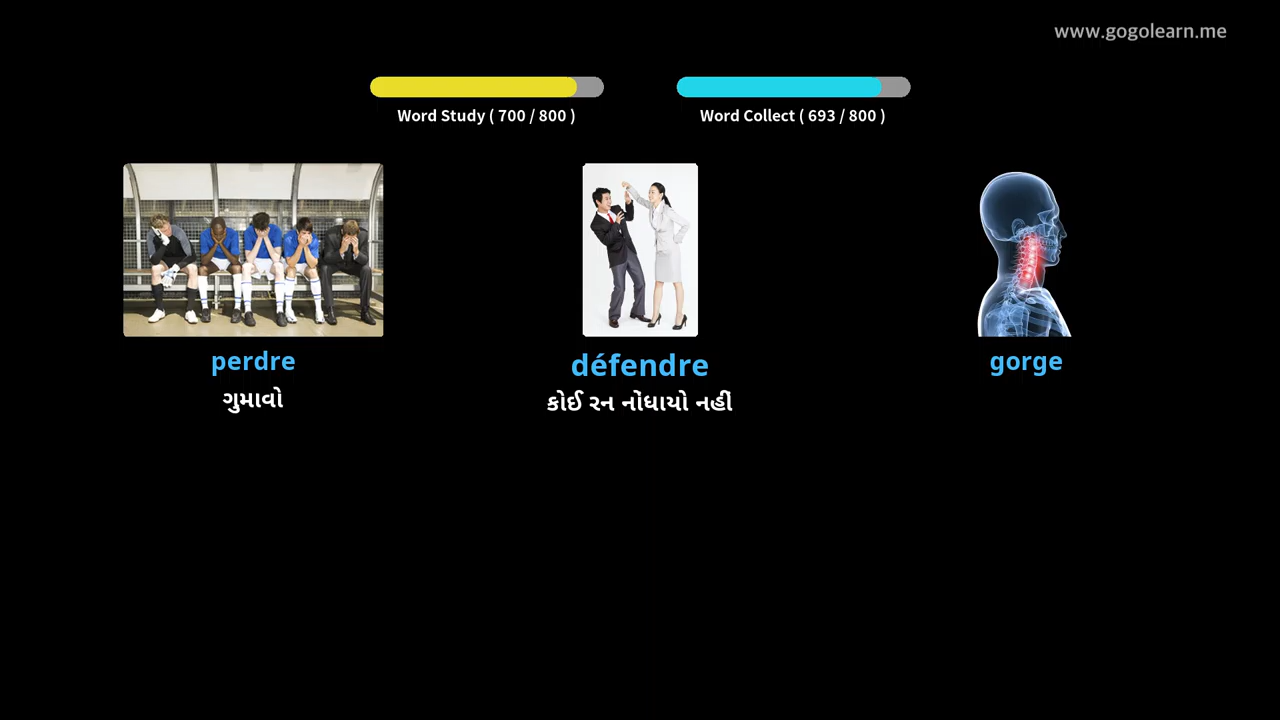 www.gogolearn.me
Word Study ( 700 / 800 )
Word Collect ( 693 / 800 )
perdre
défendre
gorge
ગુમાવો
કોઈ રન નોંધાયો નહીં